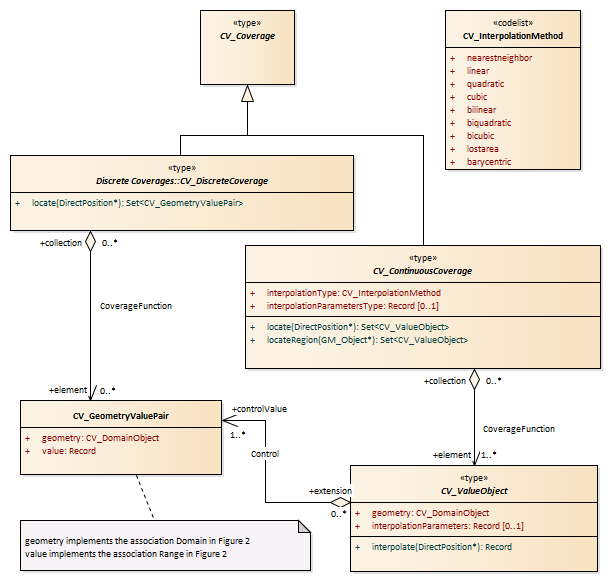 «type»
CV_Coverage
«codelist»
CV_InterpolationMethod
+ nearestneighbor
+ linear
+ quadratic
+ cubic
+ bilinear
+ biquadratic
+ bicubic
+ lostarea
+ barycentric
«type»
Discrete Coverages::CV_DiscreteCoverage
+ locate(DirectPosition*): Set<CV_GeometryValuePair>
+collection 0..*
CoverageFunction
+element 0..*
«type»
CV_ContinuousCoverage
+ interpolationType: CV_InterpolationMethod
+ interpolationParametersType: Record [0..1]
+ locate(DirectPosition*): Set<CV_ValueObject>
+ locateRegion(GM_Object*): Set<CV_ValueObject>
+collection 0..*
CoverageFunction
+element 1..*
CV_GeometryValuePair
+ geometry: CV_DomainObject
+ value: Record
+controlValue
1..*
Control
+extension
0..*
«type»
CV_ValueObject
+ geometry: CV_DomainObject
+ interpolationParameters: Record [0..1]
+ interpolate(DirectPosition*): Record
geometry implements the association Domain in Figure 2
value implements the association Range in Figure 2